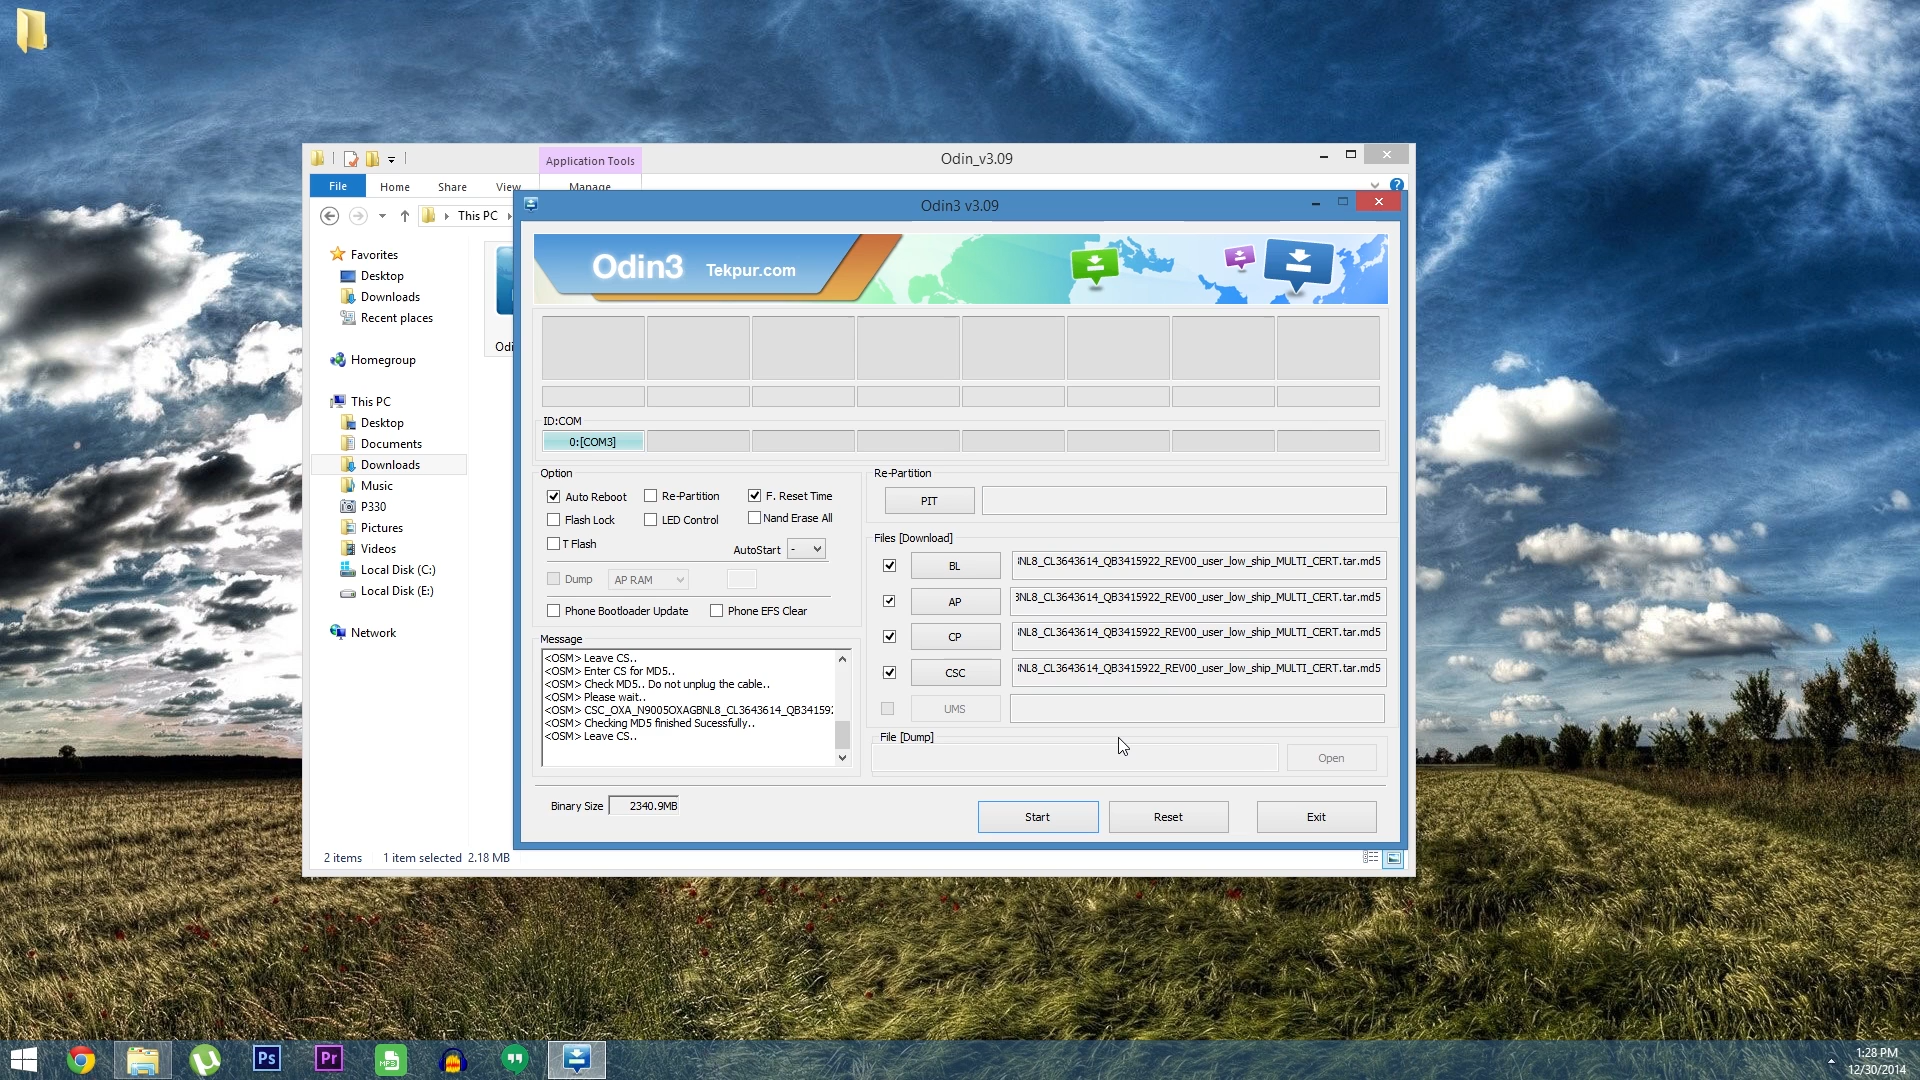 Application Tools
Odin_v3.09
File
Home
Share
View
Manage
This PC
Favorites
Desktop
Downloads
Recent places
Homegroup
This PC
Desktop
Documents
Downloads
Music
P330
Pictures
Videos
Local Disk (C:)
Local Disk (E:)
Network
2 items 1 item selected 2.18 MB
Odin3 v3.09
Odin3 Tekpur.com
ID:COM
0:[COM3]
Option
Auto Reboot
Re-Partition
F. Reset Time
Flash Lock
LED Control
Nand Erase All
T Flash
AutoStart -
Dump
AP RAM
Phone Bootloader Update
Phone EFS Clear
Message
<OSM> Leave CS..
<OSM> Enter CS for MD5..
<OSM> Check MD5.. Do not unplug the cable..
<OSM> Please wait..
<OSM> CSC_OXA_N9005OXAGBNL8_CL3643614_QB341592
<OSM> Checking MD5 finished Sucessfully..
<OSM> Leave CS..
Re-Partition
PIT
Files [Download]
BL
NL8_CL3643614_QB3415922_REV00_user_low_ship_MULTI_CERT.tar.md5
AP
NL8_CL3643614_QB3415922_REV00_user_low_ship_MULTI_CERT.tar.md5
CP
NL8_CL3643614_QB3415922_REV00_user_low_ship_MULTI_CERT.tar.md5
CSC
NL8_CL3643614_QB3415922_REV00_user_low_ship_MULTI_CERT.tar.md5
UMS
File [Dump]
Open
Binary Size 2340.9MB
Start
Reset
Exit
Ps
Pr
MP3
1:28 PM
12/30/2014